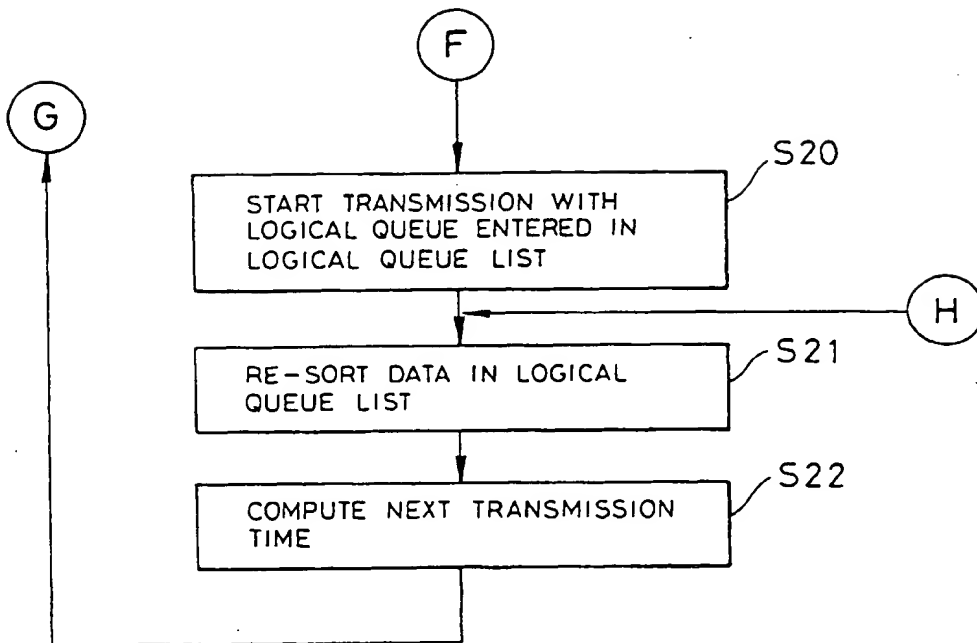 F
G
S20
START TRANSMISSION WITH
LOGICAL QUEUE ENTERED IN
LOGICAL QUEUE LIST
H
S21
RE-SORT DATA IN LOGICAL
QUEUE LIST
S22
COMPUTE NEXT TRANSMISSION
TIME